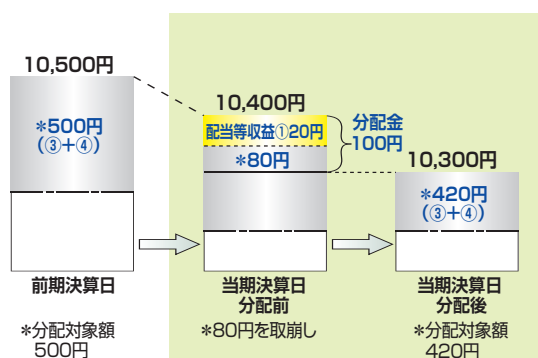 10,500円
*500円
(③+④)
前期決算日
*分配対象額
500円
10,400円
配当等収益①20円
*80円
分配金
100円
当期決算日
分配前
*80円を取崩し
10,300円
*420円
(③+④)
当期決算日
分配後
*分配対象額
420円